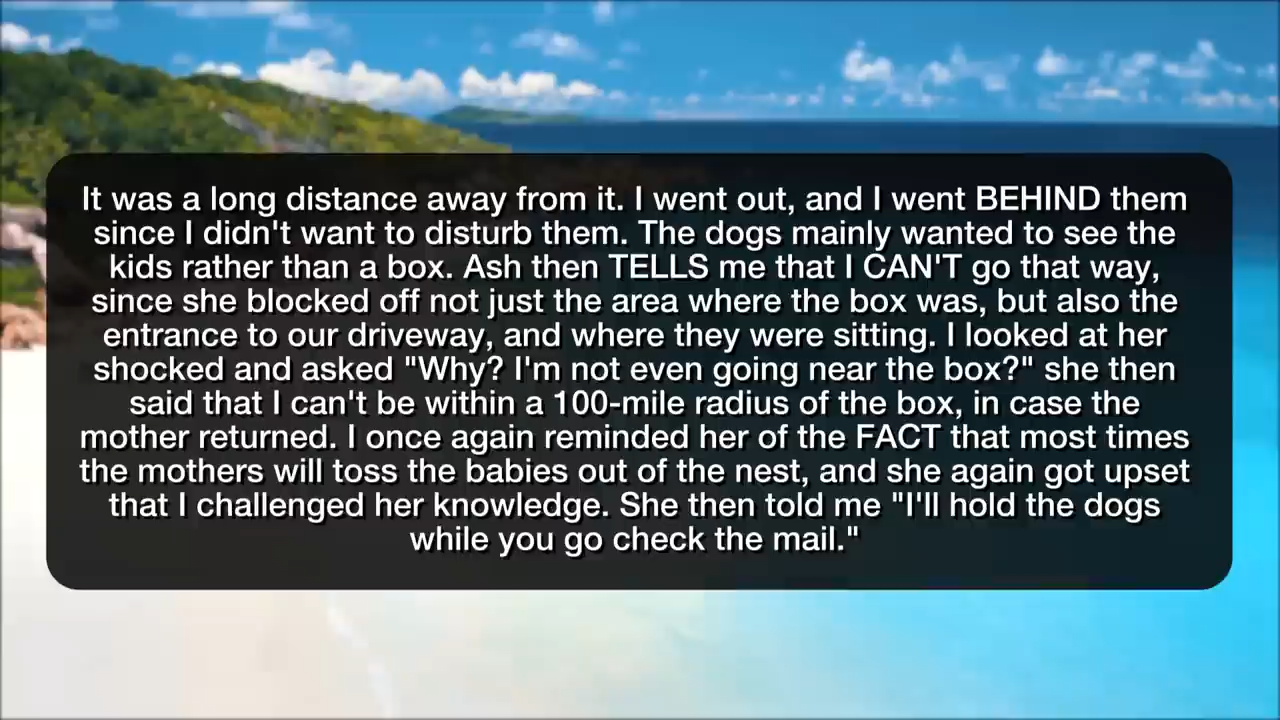 It was a long distance away from it. I went out, and I went BEHIND them
since I didn't want to disturb them. The dogs mainly wanted to see the
kids rather than a box. Ash then TELLS me that I CAN'T go that way,
since she blocked off not just the area where the box was, but also the
entrance to our driveway, and where they were sitting. I looked at her
shocked and asked "Why? I'm not even going near the box?" she then
said that I can't be within a 100-mile radius of the box, in case the
mother returned. I once again reminded her of the FACT that most times
the mothers will toss the babies out of the nest, and she again got upset
that I challenged her knowledge. She then told me "I'll hold the dogs
while you go check the mail."